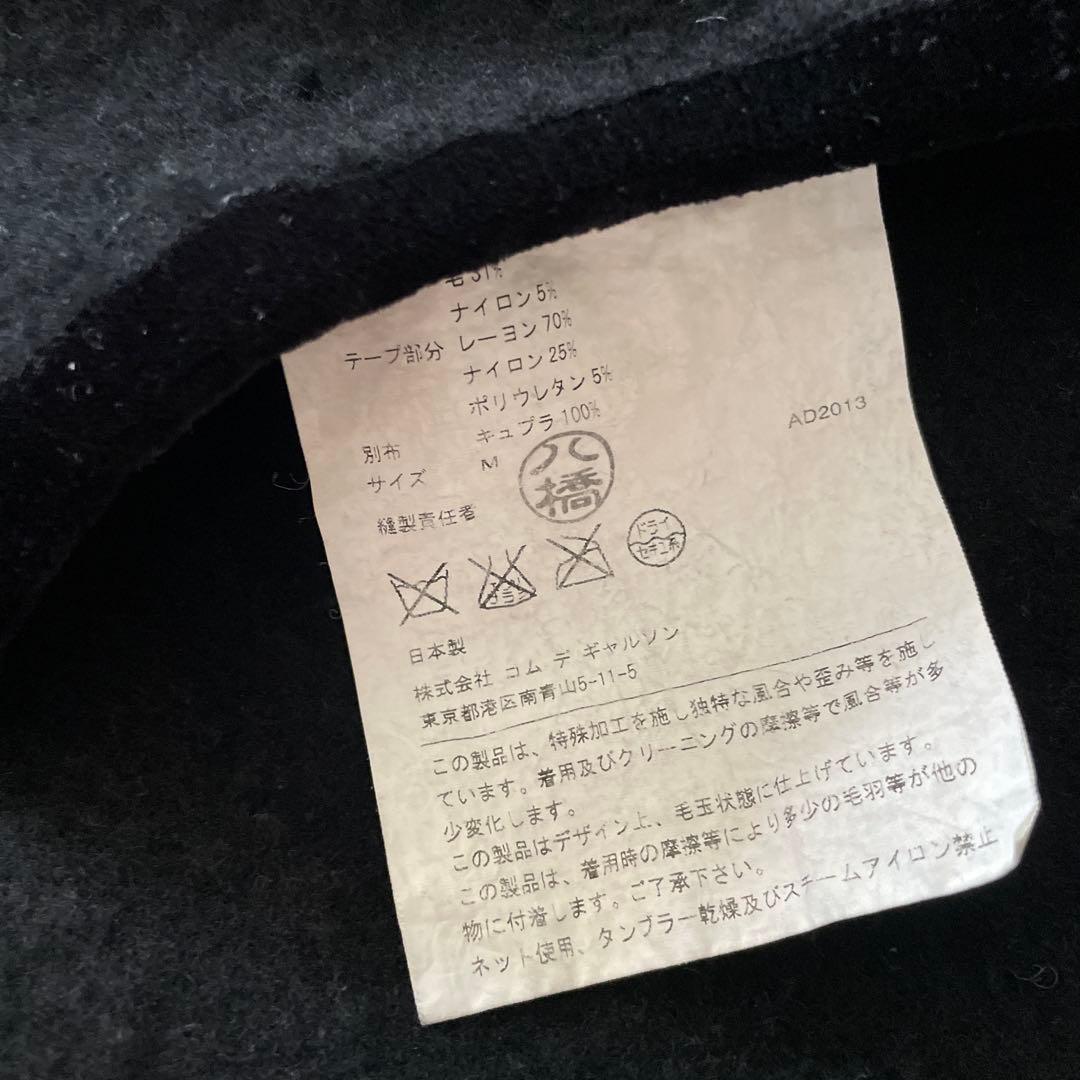 毛 31%
ナイロン 5%
テープ部分 レーヨン 70%
ナイロン 25%
ポリウレタン 5%
別布 キュプラ 100%
サイズ M
AD2013
縫製責任者
八橋
エンソ
サラシ
ドライ
セキユ系
日本製
株式会社 コム デ ギャルソン
東京都港区南青山5-11-5
この製品は、特殊加工を施し独特な風合や歪み等を施し
ています。着用及びクリーニングの摩擦等で風合等が多
少変化します。
この製品はデザイン上、毛玉状態に仕上げています。
この製品は、着用時の摩擦等により多少の毛羽等が他の
物に付着します。ご了承下さい。
ネット使用、タンブラー乾燥及びスチームアイロン禁止